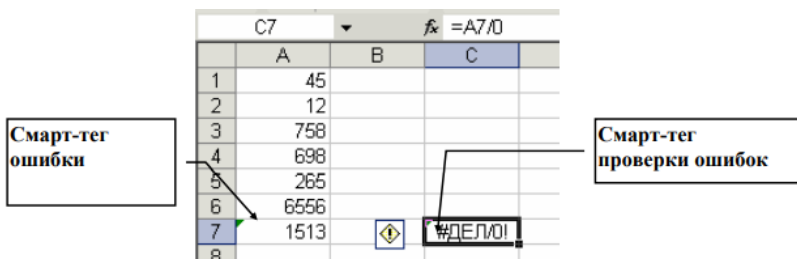 C7 fx =A7/0
A B C
1 45
2 12
3 758
4 698
5 265
6 6556
7 1513 #ДЕЛ/0!
8
Смарт-тег
ошибки
Смарт-тег
проверки ошибок